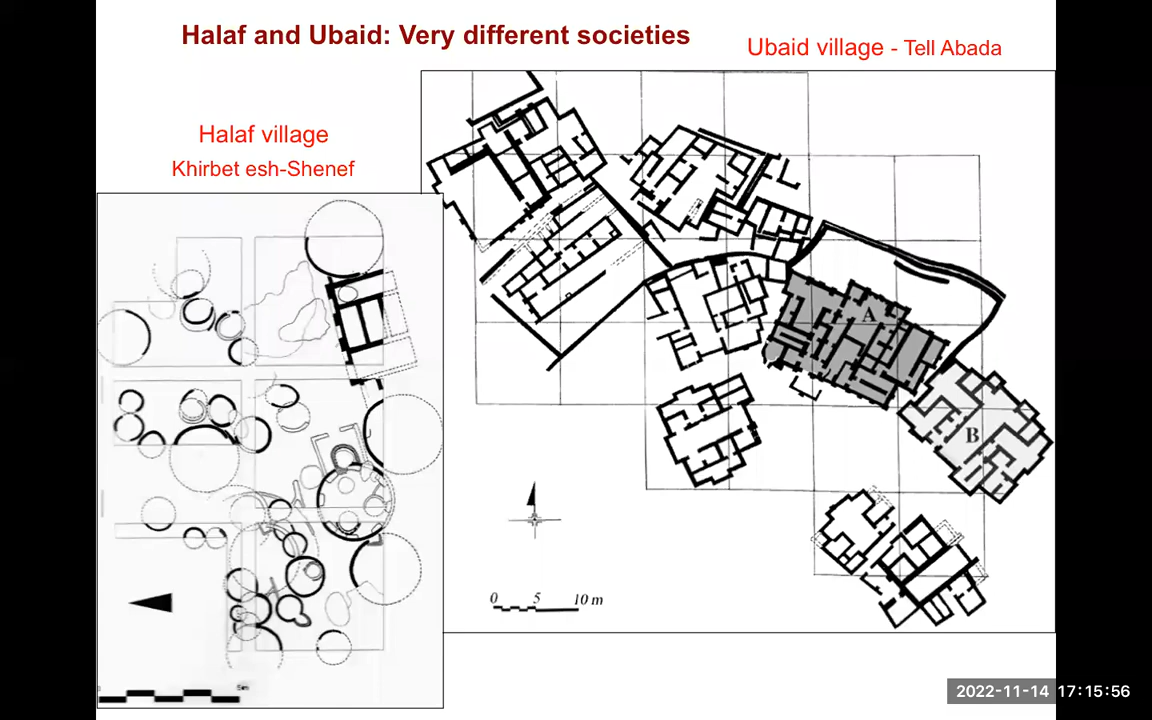 Halaf and Ubaid: Very different societies
Ubaid village - Tell Abada
Halaf village
Khirbet esh-Shenef
A
B
0 5 10 m
5m
2022-11-14 17:15:56